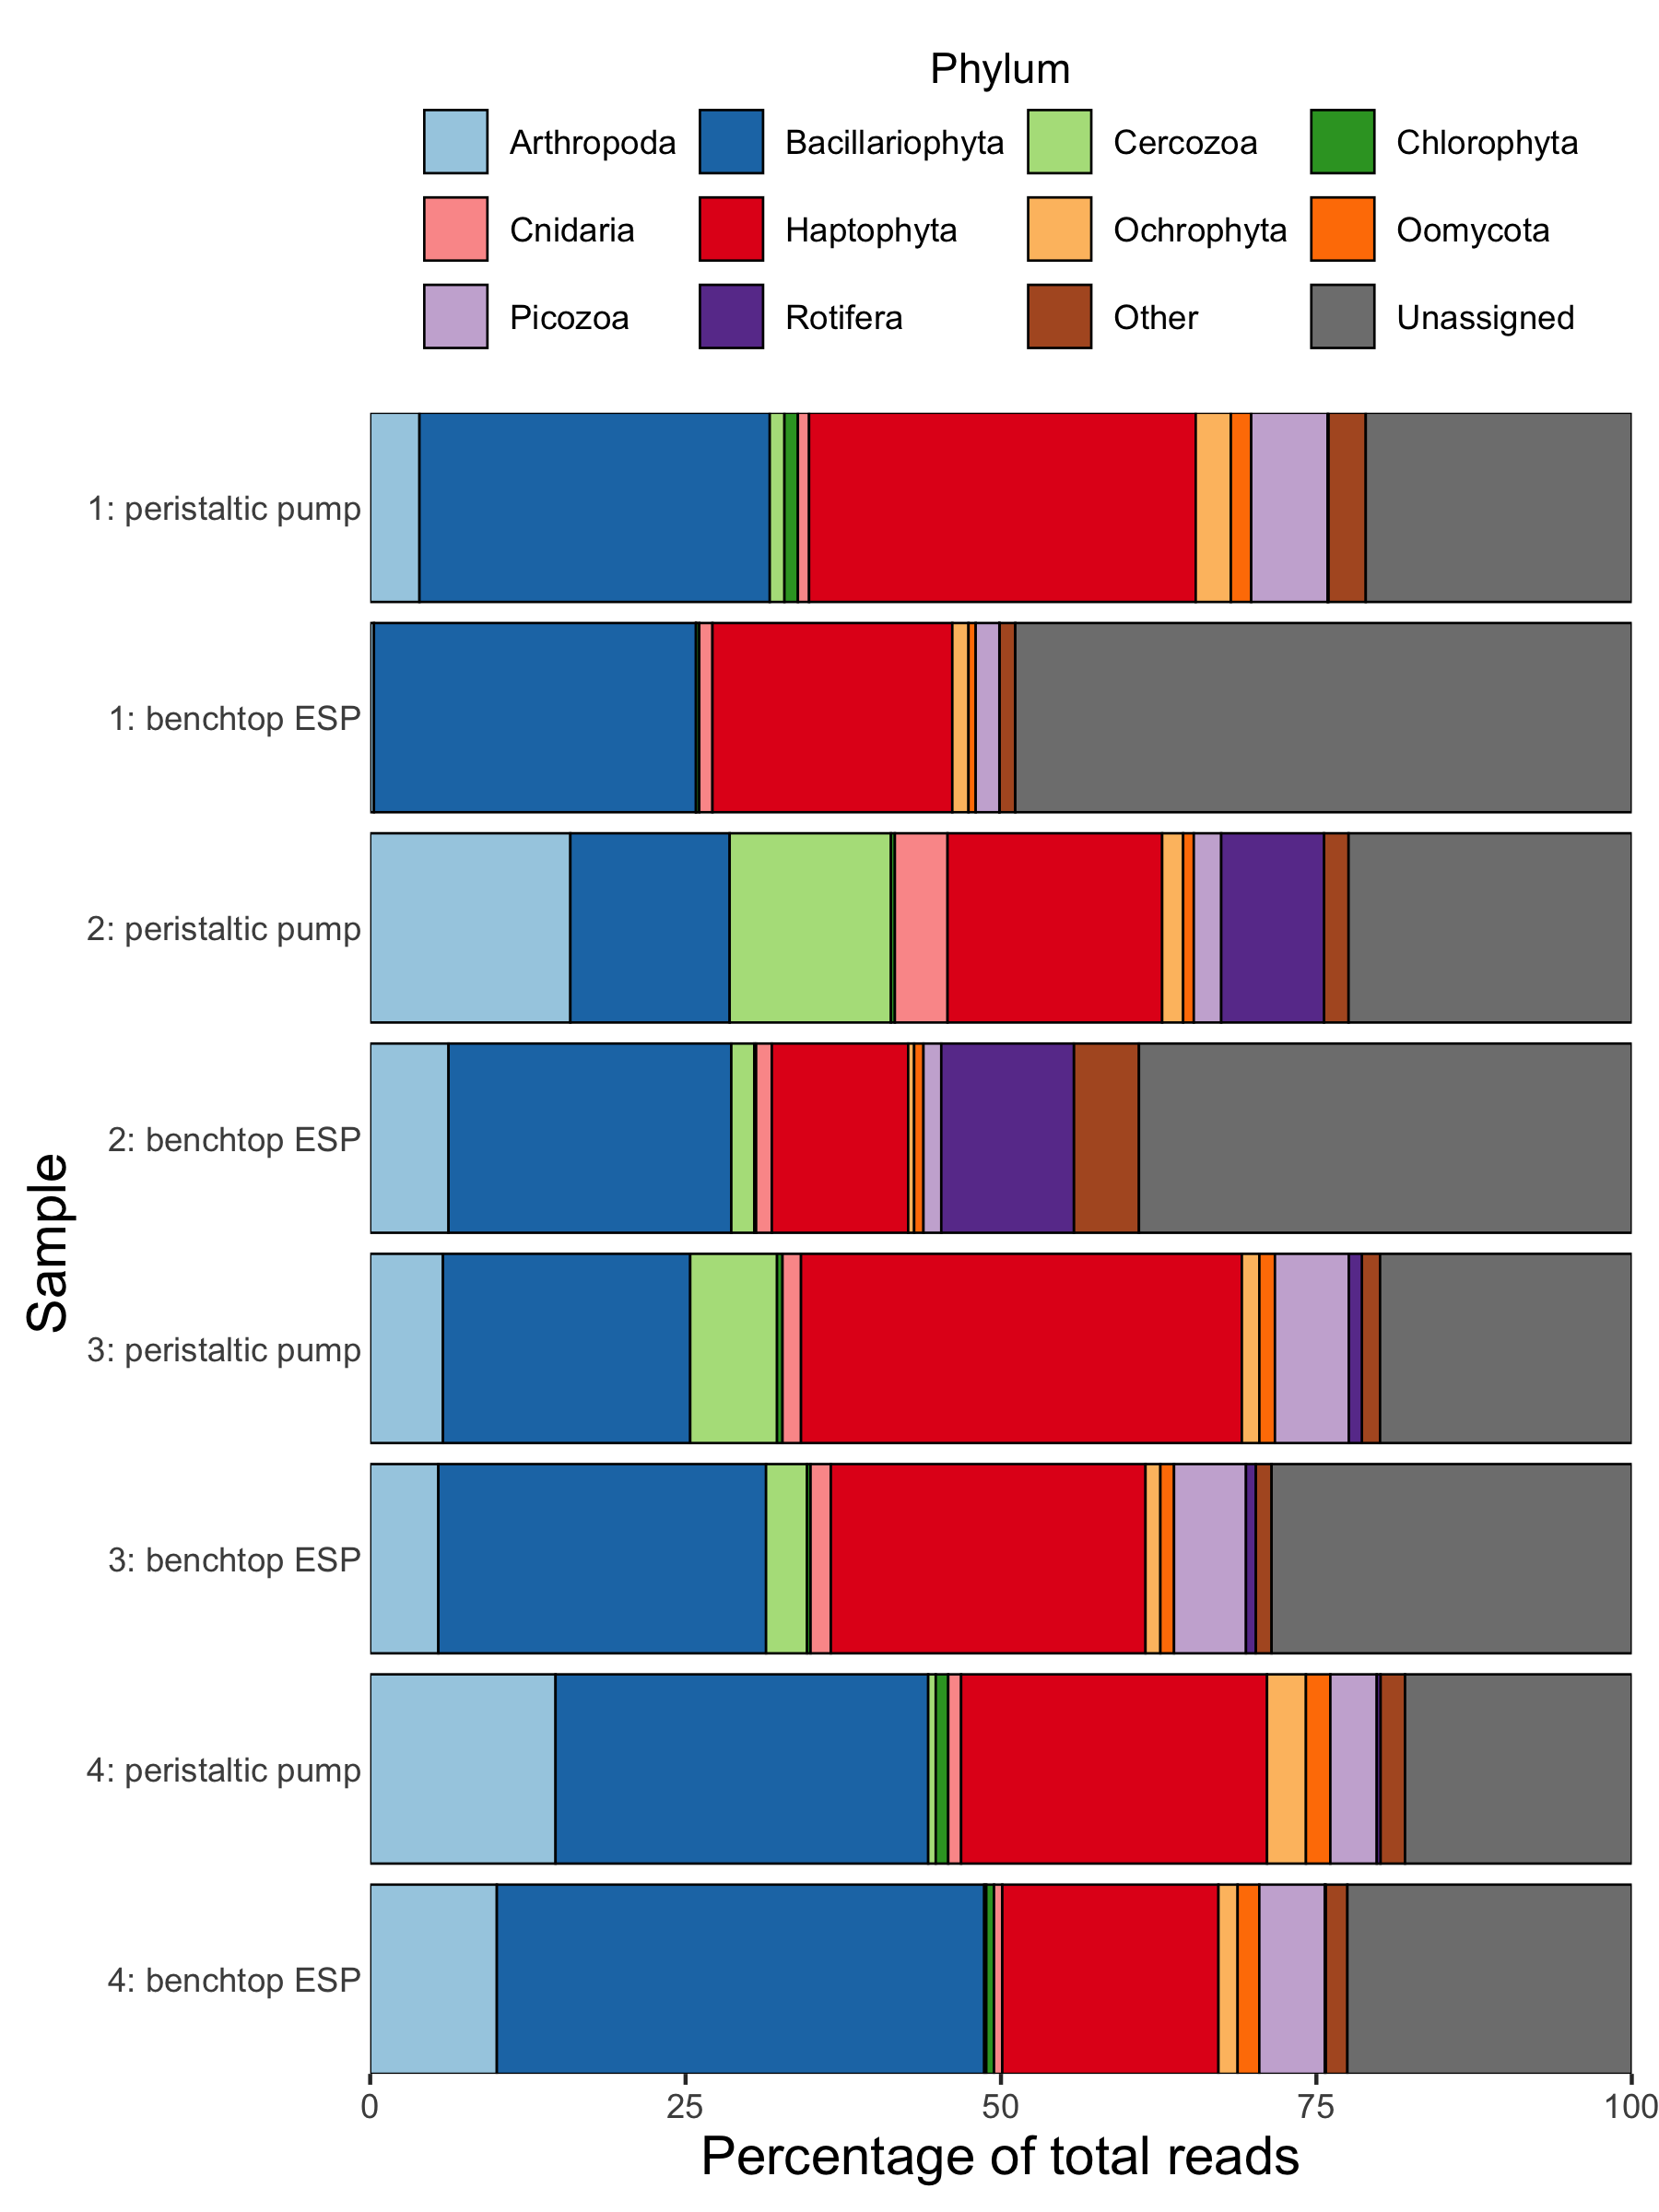 Phylum
Arthropoda Bacillariophyta Cercozoa Chlorophyta
Cnidaria Haptophyta Ochrophyta Oomycota
Picozoa Rotifera Other Unassigned
1: peristaltic pump
1: benchtop ESP
2: peristaltic pump
2: benchtop ESP
3: peristaltic pump
3: benchtop ESP
4: peristaltic pump
4: benchtop ESP
Sample
0 25 50 75 100
Percentage of total reads